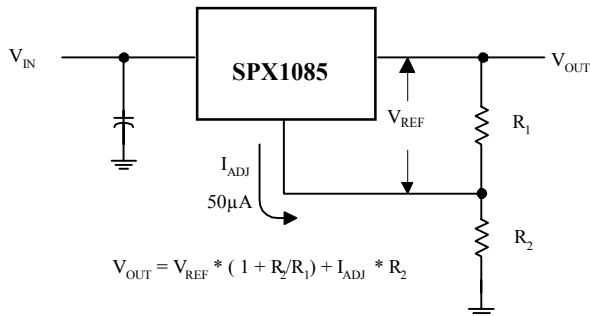 V_IN
SPX1085
V_OUT
V_REF
R_1
I_ADJ
50µA
R_2
V_OUT = V_REF * ( 1 + R_2/R_1) + I_ADJ * R_2